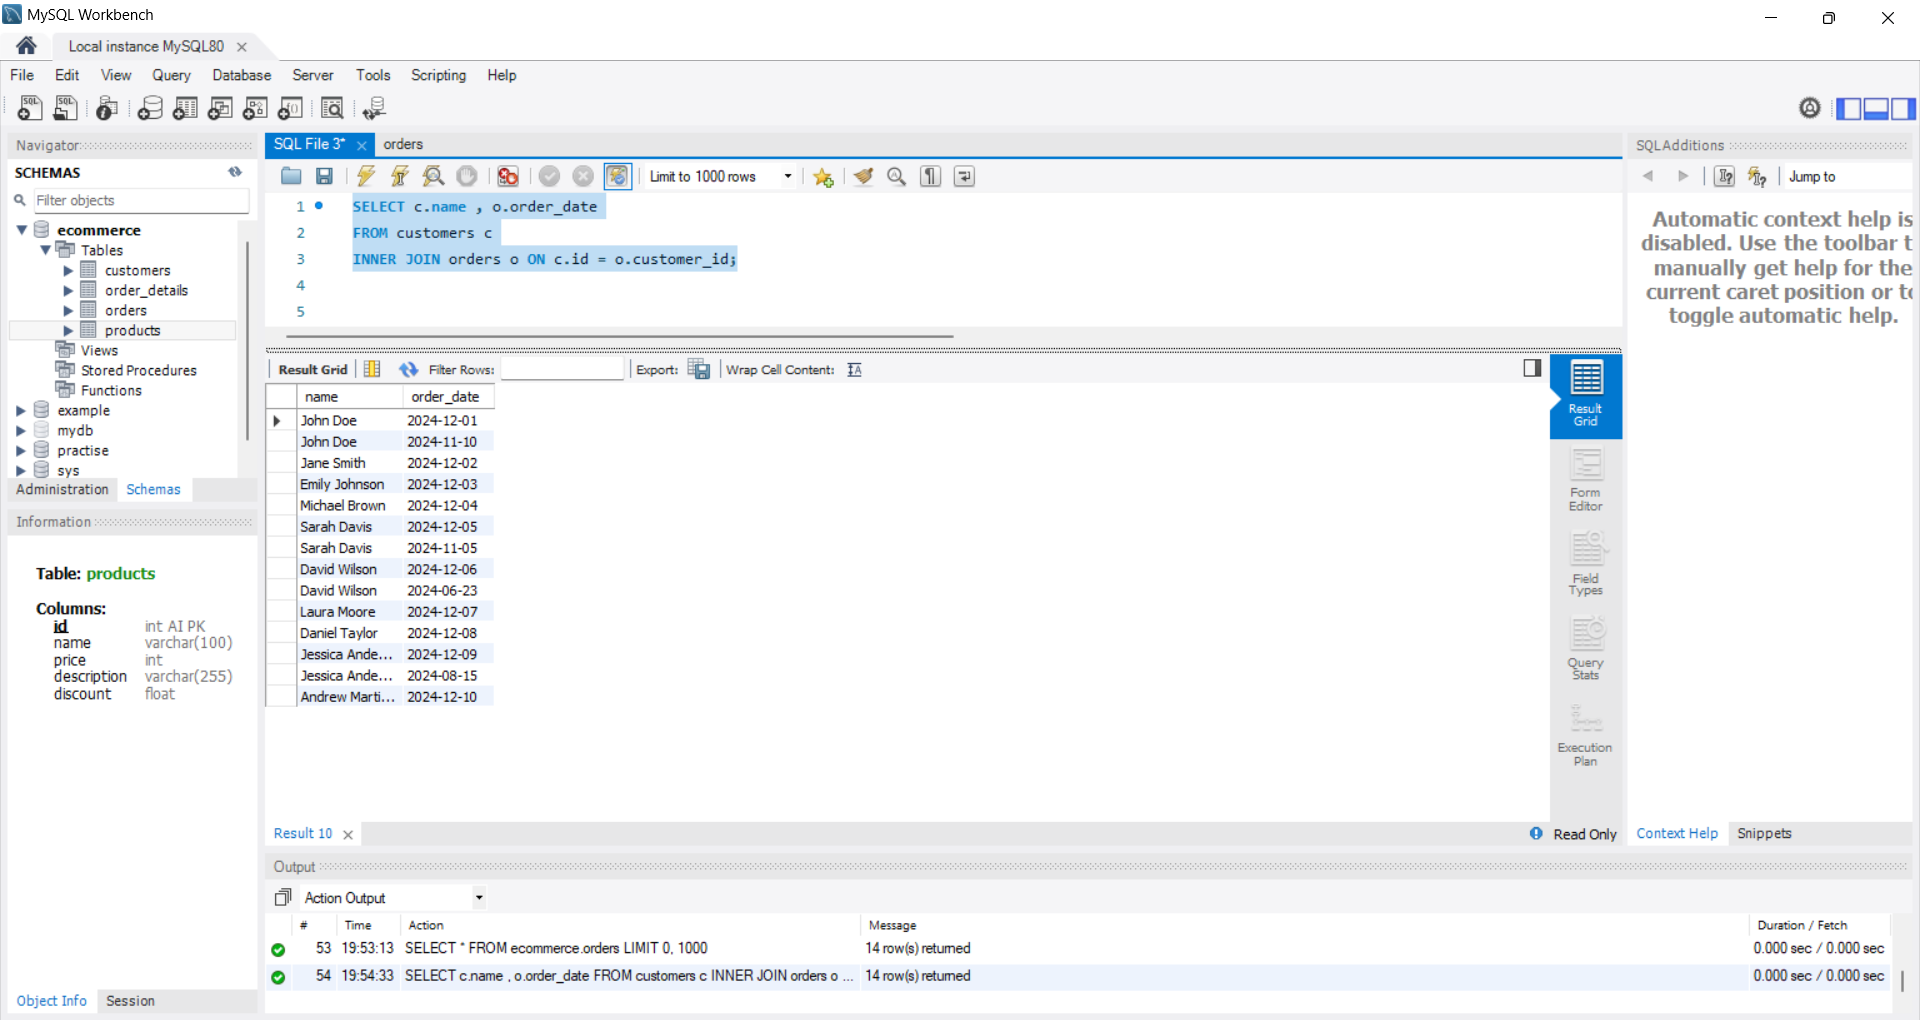 MySQL Workbench
Local instance MySQL80
File Edit View Query Database Server Tools Scripting Help
Navigator
SCHEMAS
Filter objects
ecommerce
Tables
customers
order_details
orders
products
Views
Stored Procedures
Functions
example
mydb
practise
sys
Administration Schemas
Information
Table: products
Columns:
id int AI PK
name varchar(100)
price int
description varchar(255)
discount float
Object Info Session
SQL File 3* orders
Limit to 1000 rows
1 SELECT c.name , o.order_date
2 FROM customers c
3 INNER JOIN orders o ON c.id = o.customer_id;
4
5
Result Grid Filter Rows: Export: Wrap Cell Content:
name order_date
John Doe 2024-12-01
John Doe 2024-11-10
Jane Smith 2024-12-02
Emily Johnson 2024-12-03
Michael Brown 2024-12-04
Sarah Davis 2024-12-05
Sarah Davis 2024-11-05
David Wilson 2024-12-06
David Wilson 2024-06-23
Laura Moore 2024-12-07
Daniel Taylor 2024-12-08
Jessica Ande... 2024-12-09
Jessica Ande... 2024-08-15
Andrew Marti... 2024-12-10
Result
Grid
Form
Editor
Field
Types
Query
Stats
Execution
Plan
Result 10
Read Only
SQLAdditions
Jump to
Automatic context help is
disabled. Use the toolbar t
manually get help for the
current caret position or to
toggle automatic help.
Context Help Snippets
Output
Action Output
# Time Action Message Duration / Fetch
53 19:53:13 SELECT * FROM ecommerce.orders LIMIT 0, 1000 14 row(s) returned 0.000 sec / 0.000 sec
54 19:54:33 SELECT c.name , o.order_date FROM customers c INNER JOIN orders o ... 14 row(s) returned 0.000 sec / 0.000 sec